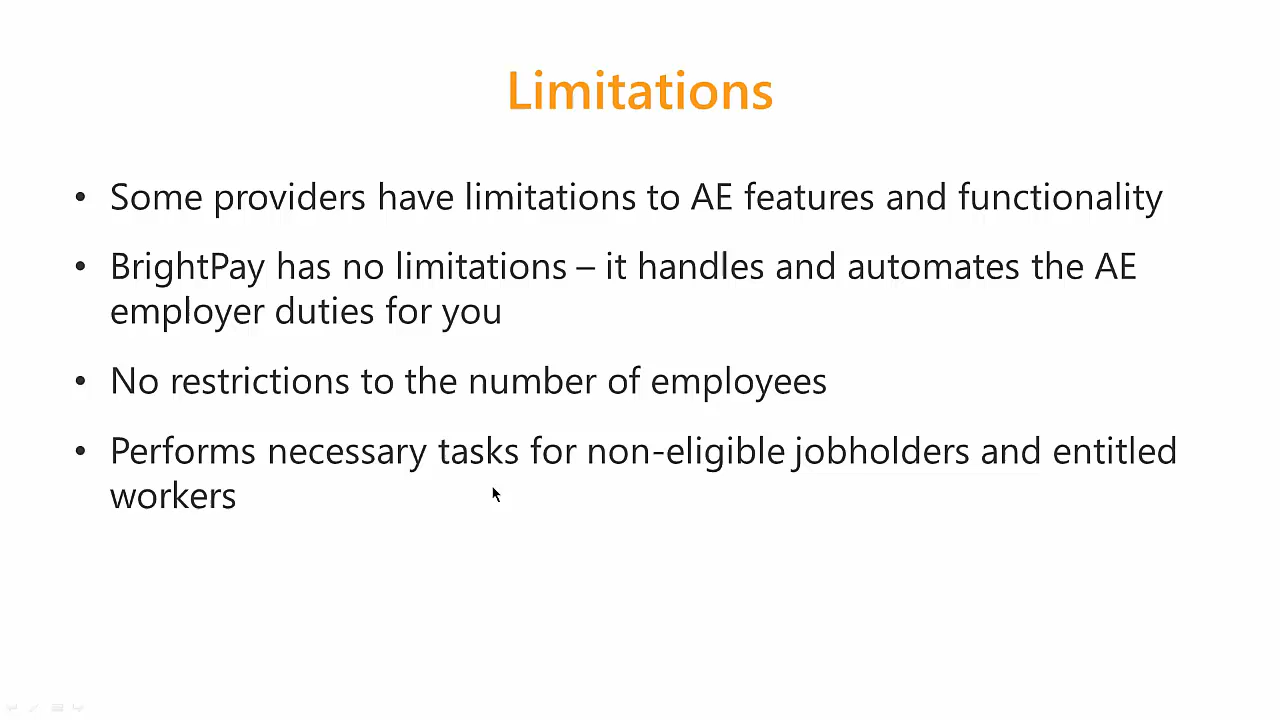 Limitations
• Some providers have limitations to AE features and functionality
• BrightPay has no limitations – it handles and automates the AE
employer duties for you
• No restrictions to the number of employees
• Performs necessary tasks for non-eligible jobholders and entitled
workers